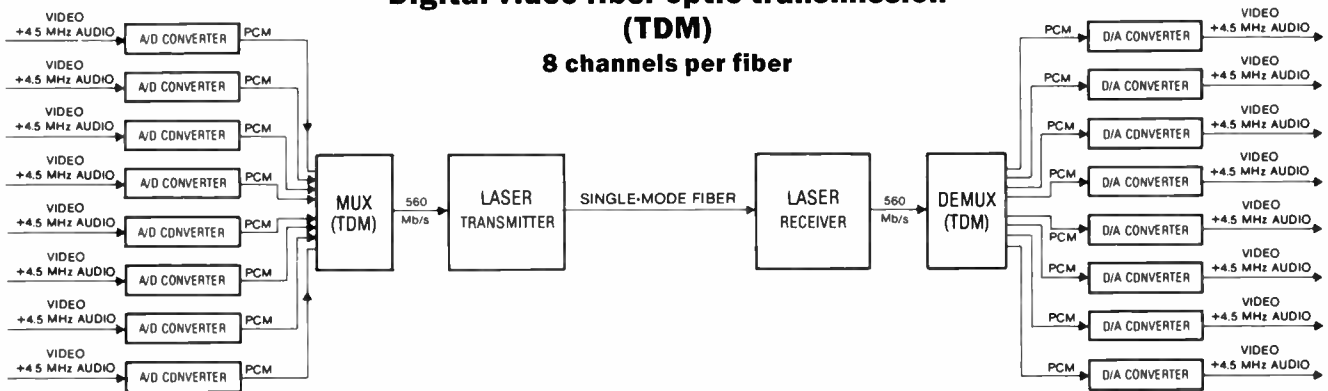 Digital video fiber optic transmission
(TDM)
8 channels per fiber
VIDEO
+4.5 MHz AUDIO
A/D CONVERTER
PCM
VIDEO
+4.5 MHz AUDIO
A/D CONVERTER
PCM
VIDEO
+4.5 MHz AUDIO
A/D CONVERTER
PCM
VIDEO
+4.5 MHz AUDIO
A/D CONVERTER
PCM
VIDEO
+4.5 MHz AUDIO
A/D CONVERTER
PCM
VIDEO
+4.5 MHz AUDIO
A/D CONVERTER
PCM
VIDEO
+4.5 MHz AUDIO
A/D CONVERTER
PCM
VIDEO
+4.5 MHz AUDIO
A/D CONVERTER
PCM
MUX
(TDM)
560
Mb/s
LASER
TRANSMITTER
SINGLE-MODE FIBER
LASER
RECEIVER
560
Mb/s
DEMUX
(TDM)
PCM
D/A CONVERTER
VIDEO
+4.5 MHz AUDIO
PCM
D/A CONVERTER
VIDEO
+4.5 MHz AUDIO
PCM
D/A CONVERTER
VIDEO
+4.5 MHz AUDIO
PCM
D/A CONVERTER
VIDEO
+4.5 MHz AUDIO
PCM
D/A CONVERTER
VIDEO
+4.5 MHz AUDIO
PCM
D/A CONVERTER
VIDEO
+4.5 MHz AUDIO
PCM
D/A CONVERTER
VIDEO
+4.5 MHz AUDIO
PCM
D/A CONVERTER
VIDEO
+4.5 MHz AUDIO